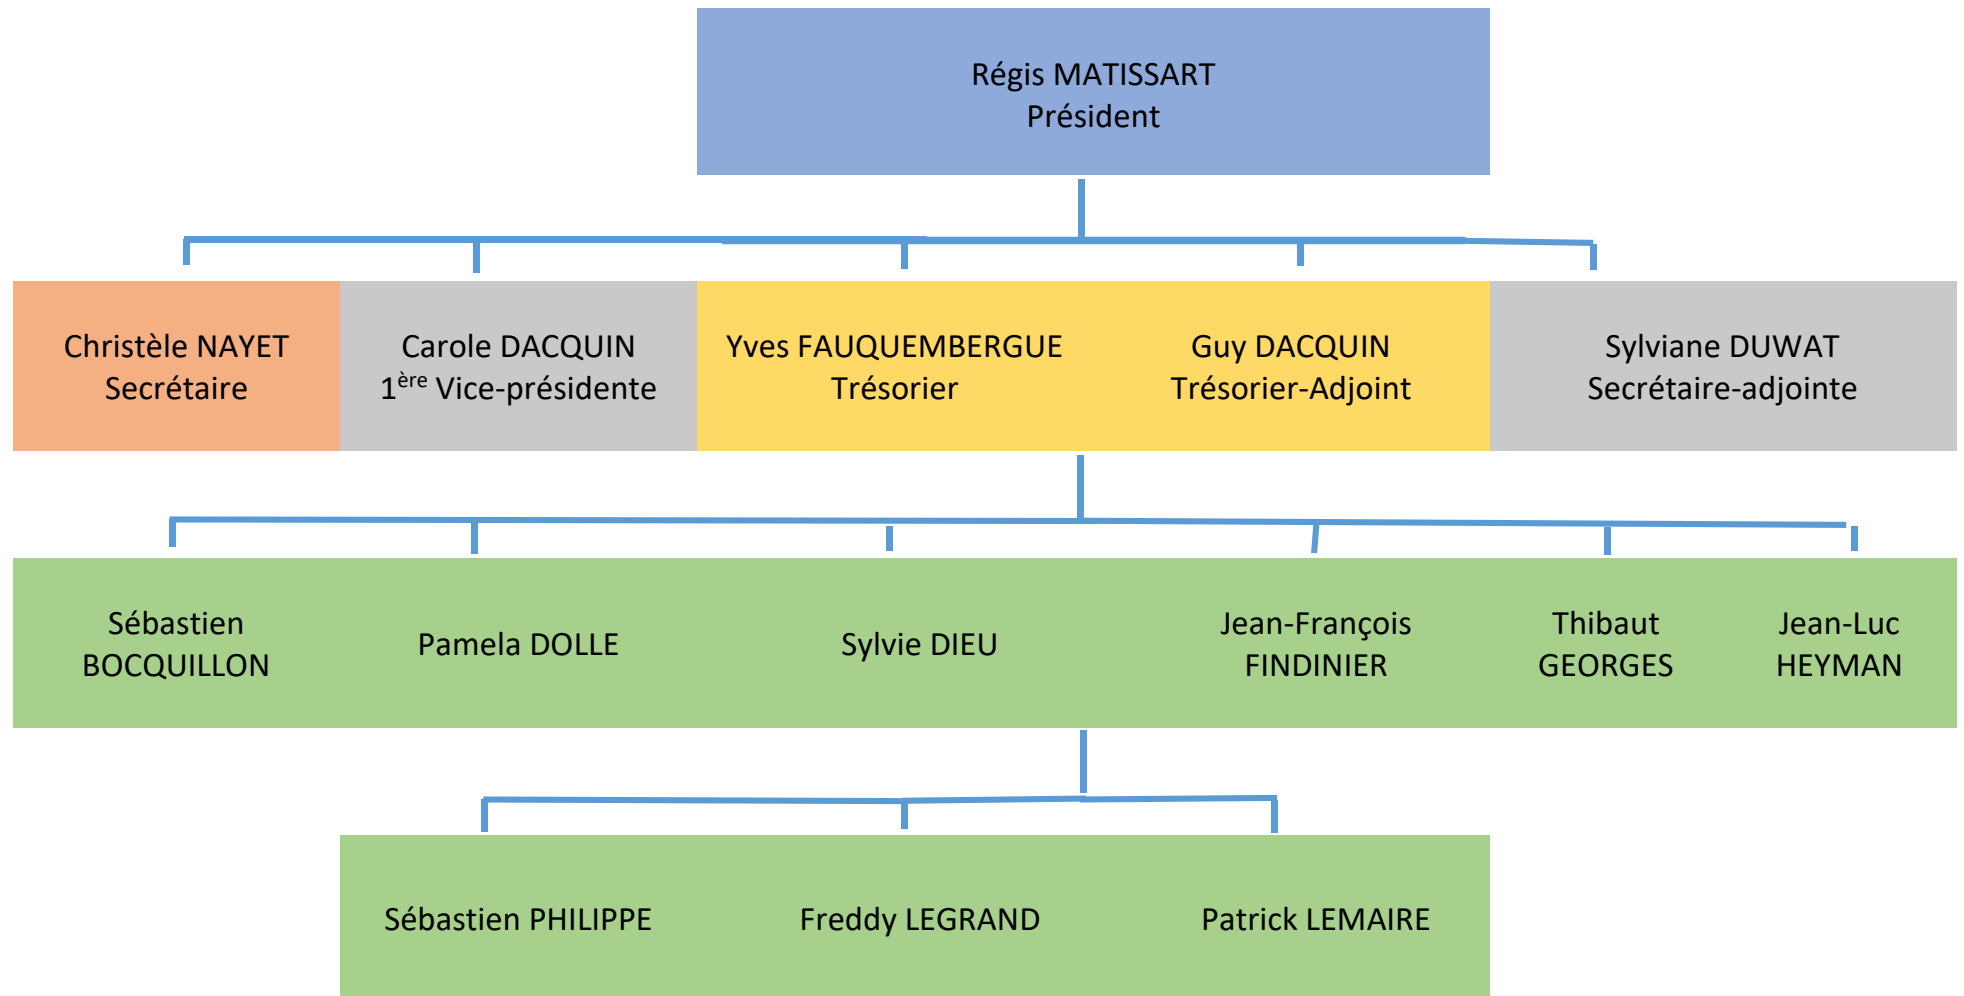 Régis MATISSART
Président
Christèle NAYET
Secrétaire
Carole DACQUIN
1ère Vice-présidente
Yves FAUQUEMBERGUE
Trésorier
Guy DACQUIN
Trésorier-Adjoint
Sylviane DUWAT
Secrétaire-adjointe
Sébastien
BOCQUILLON
Pamela DOLLE
Sylvie DIEU
Jean-François
FINDINIER
Thibaut
GEORGES
Jean-Luc
HEYMAN
Sébastien PHILIPPE
Freddy LEGRAND
Patrick LEMAIRE